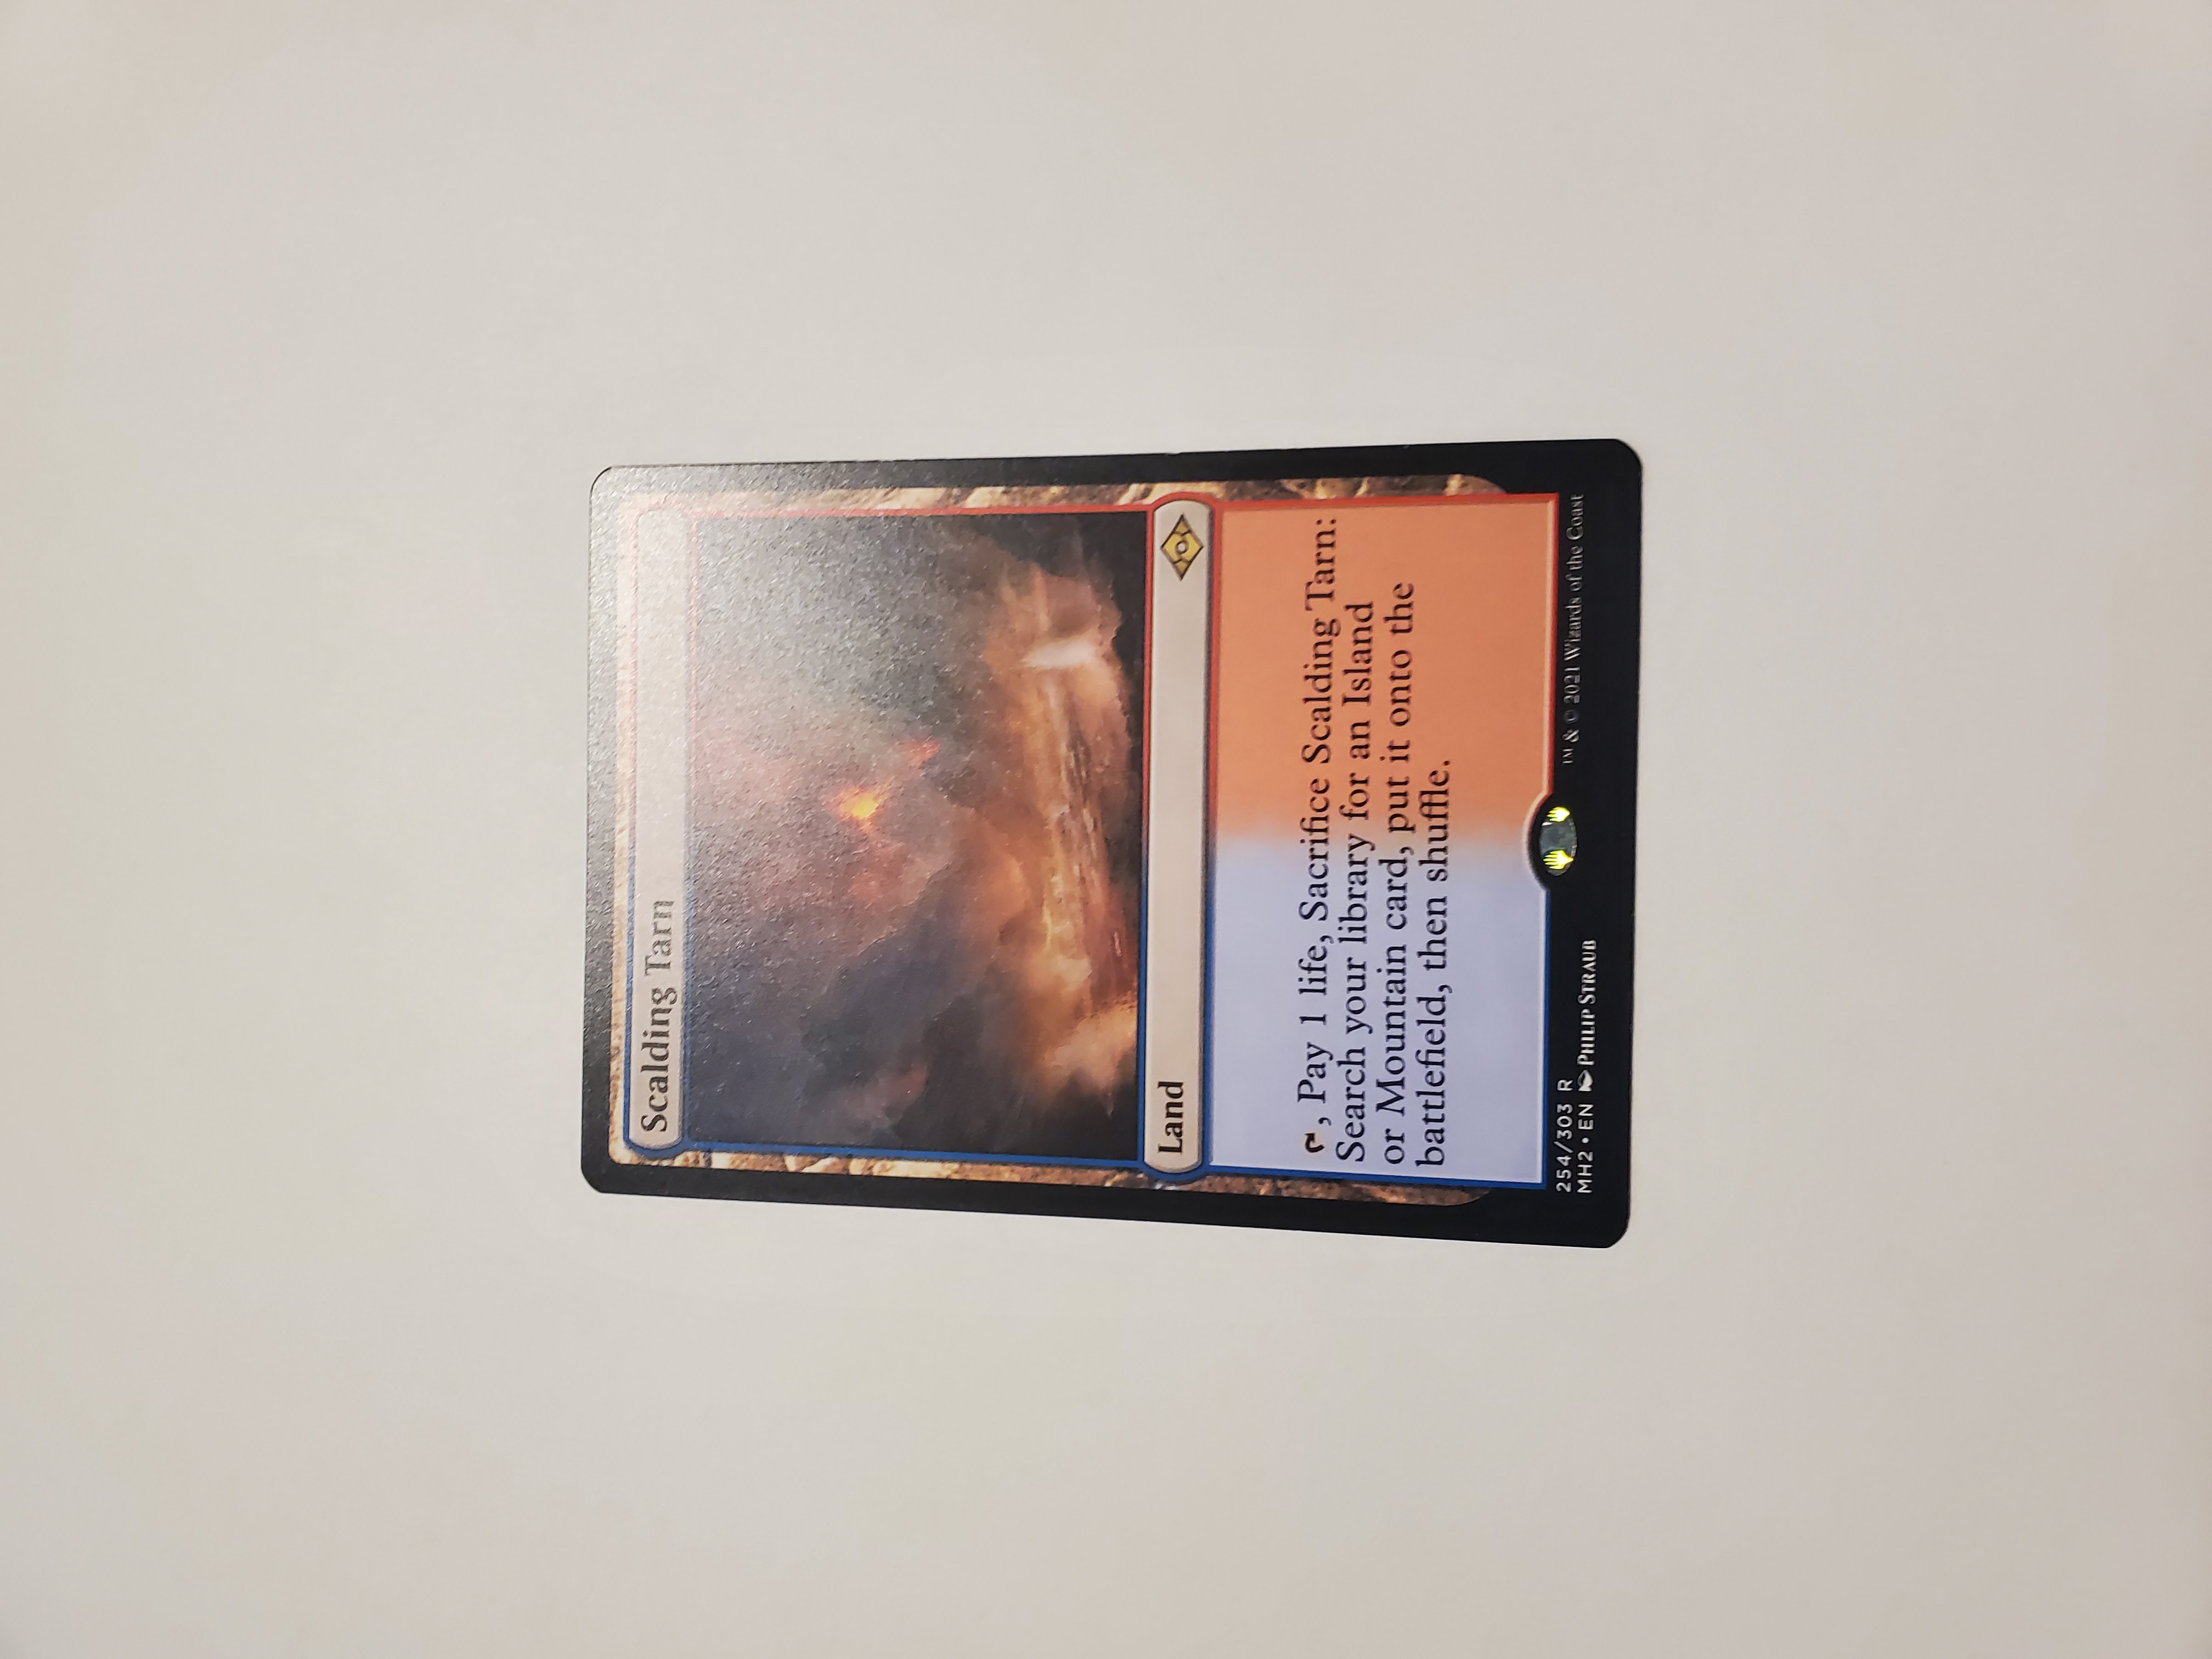 Scalding Tarn
Land
, Pay 1 life, Sacrifice Scalding Tarn:
Search your library for an Island
or Mountain card, put it onto the
battlefield, then shuffle.
254/303 R
MH2 • EN PHILIP STRAUB
™ & © 2021 Wizards of the Coast